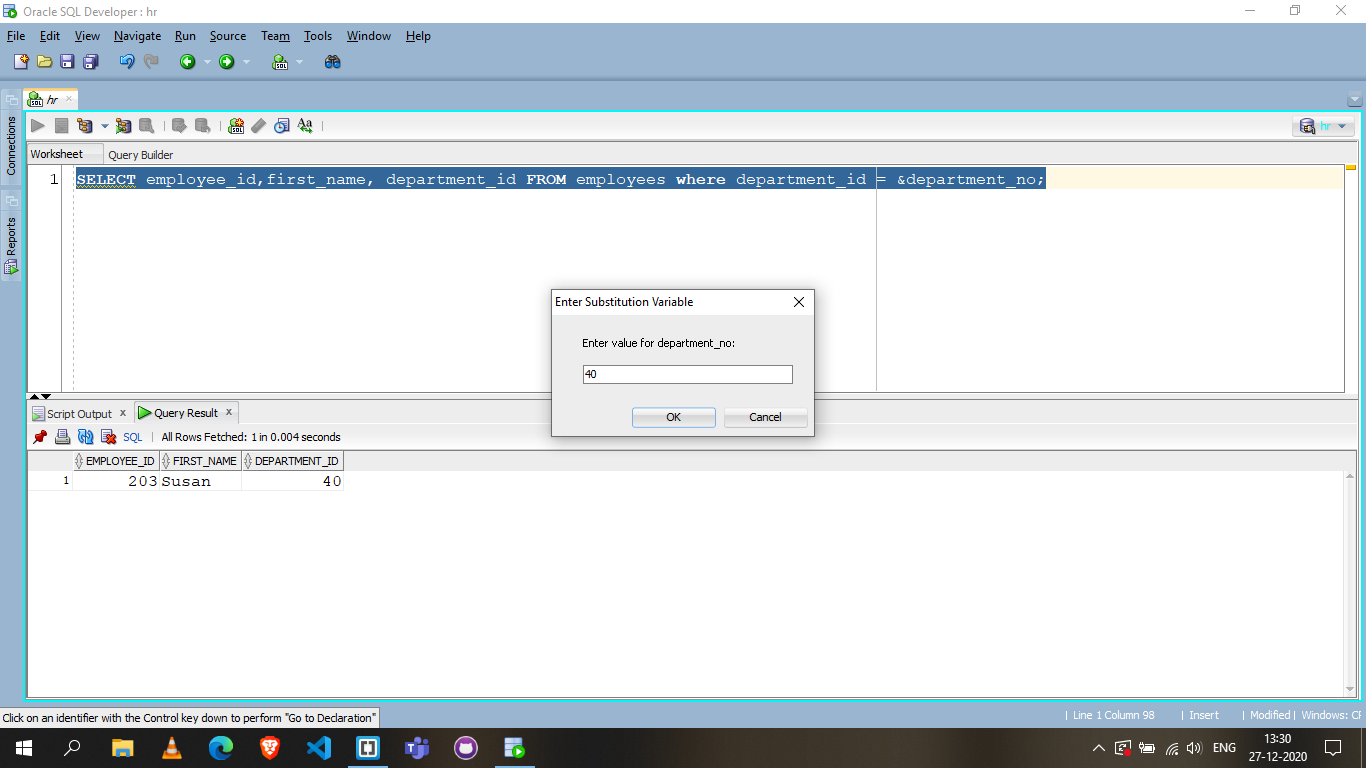 Oracle SQL Developer : hr
File Edit View Navigate Run Source Team Tools Window Help
SQL
Connections
Reports
SQL hr
SQL Aa hr
Worksheet Query Builder
1 SELECT employee_id,first_name, department_id FROM employees where department_id = &department_no;
Enter Substitution Variable
Enter value for department_no:
40
OK Cancel
Script Output x Query Result x
SQL | All Rows Fetched: 1 in 0.004 seconds
EMPLOYEE_ID FIRST_NAME DEPARTMENT_ID
1 203 Susan 40
Click on an identifier with the Control key down to perform "Go to Declaration"
| Line 1 Column 98 | Insert | Modified | Windows: CF
ENG
13:30
27-12-2020